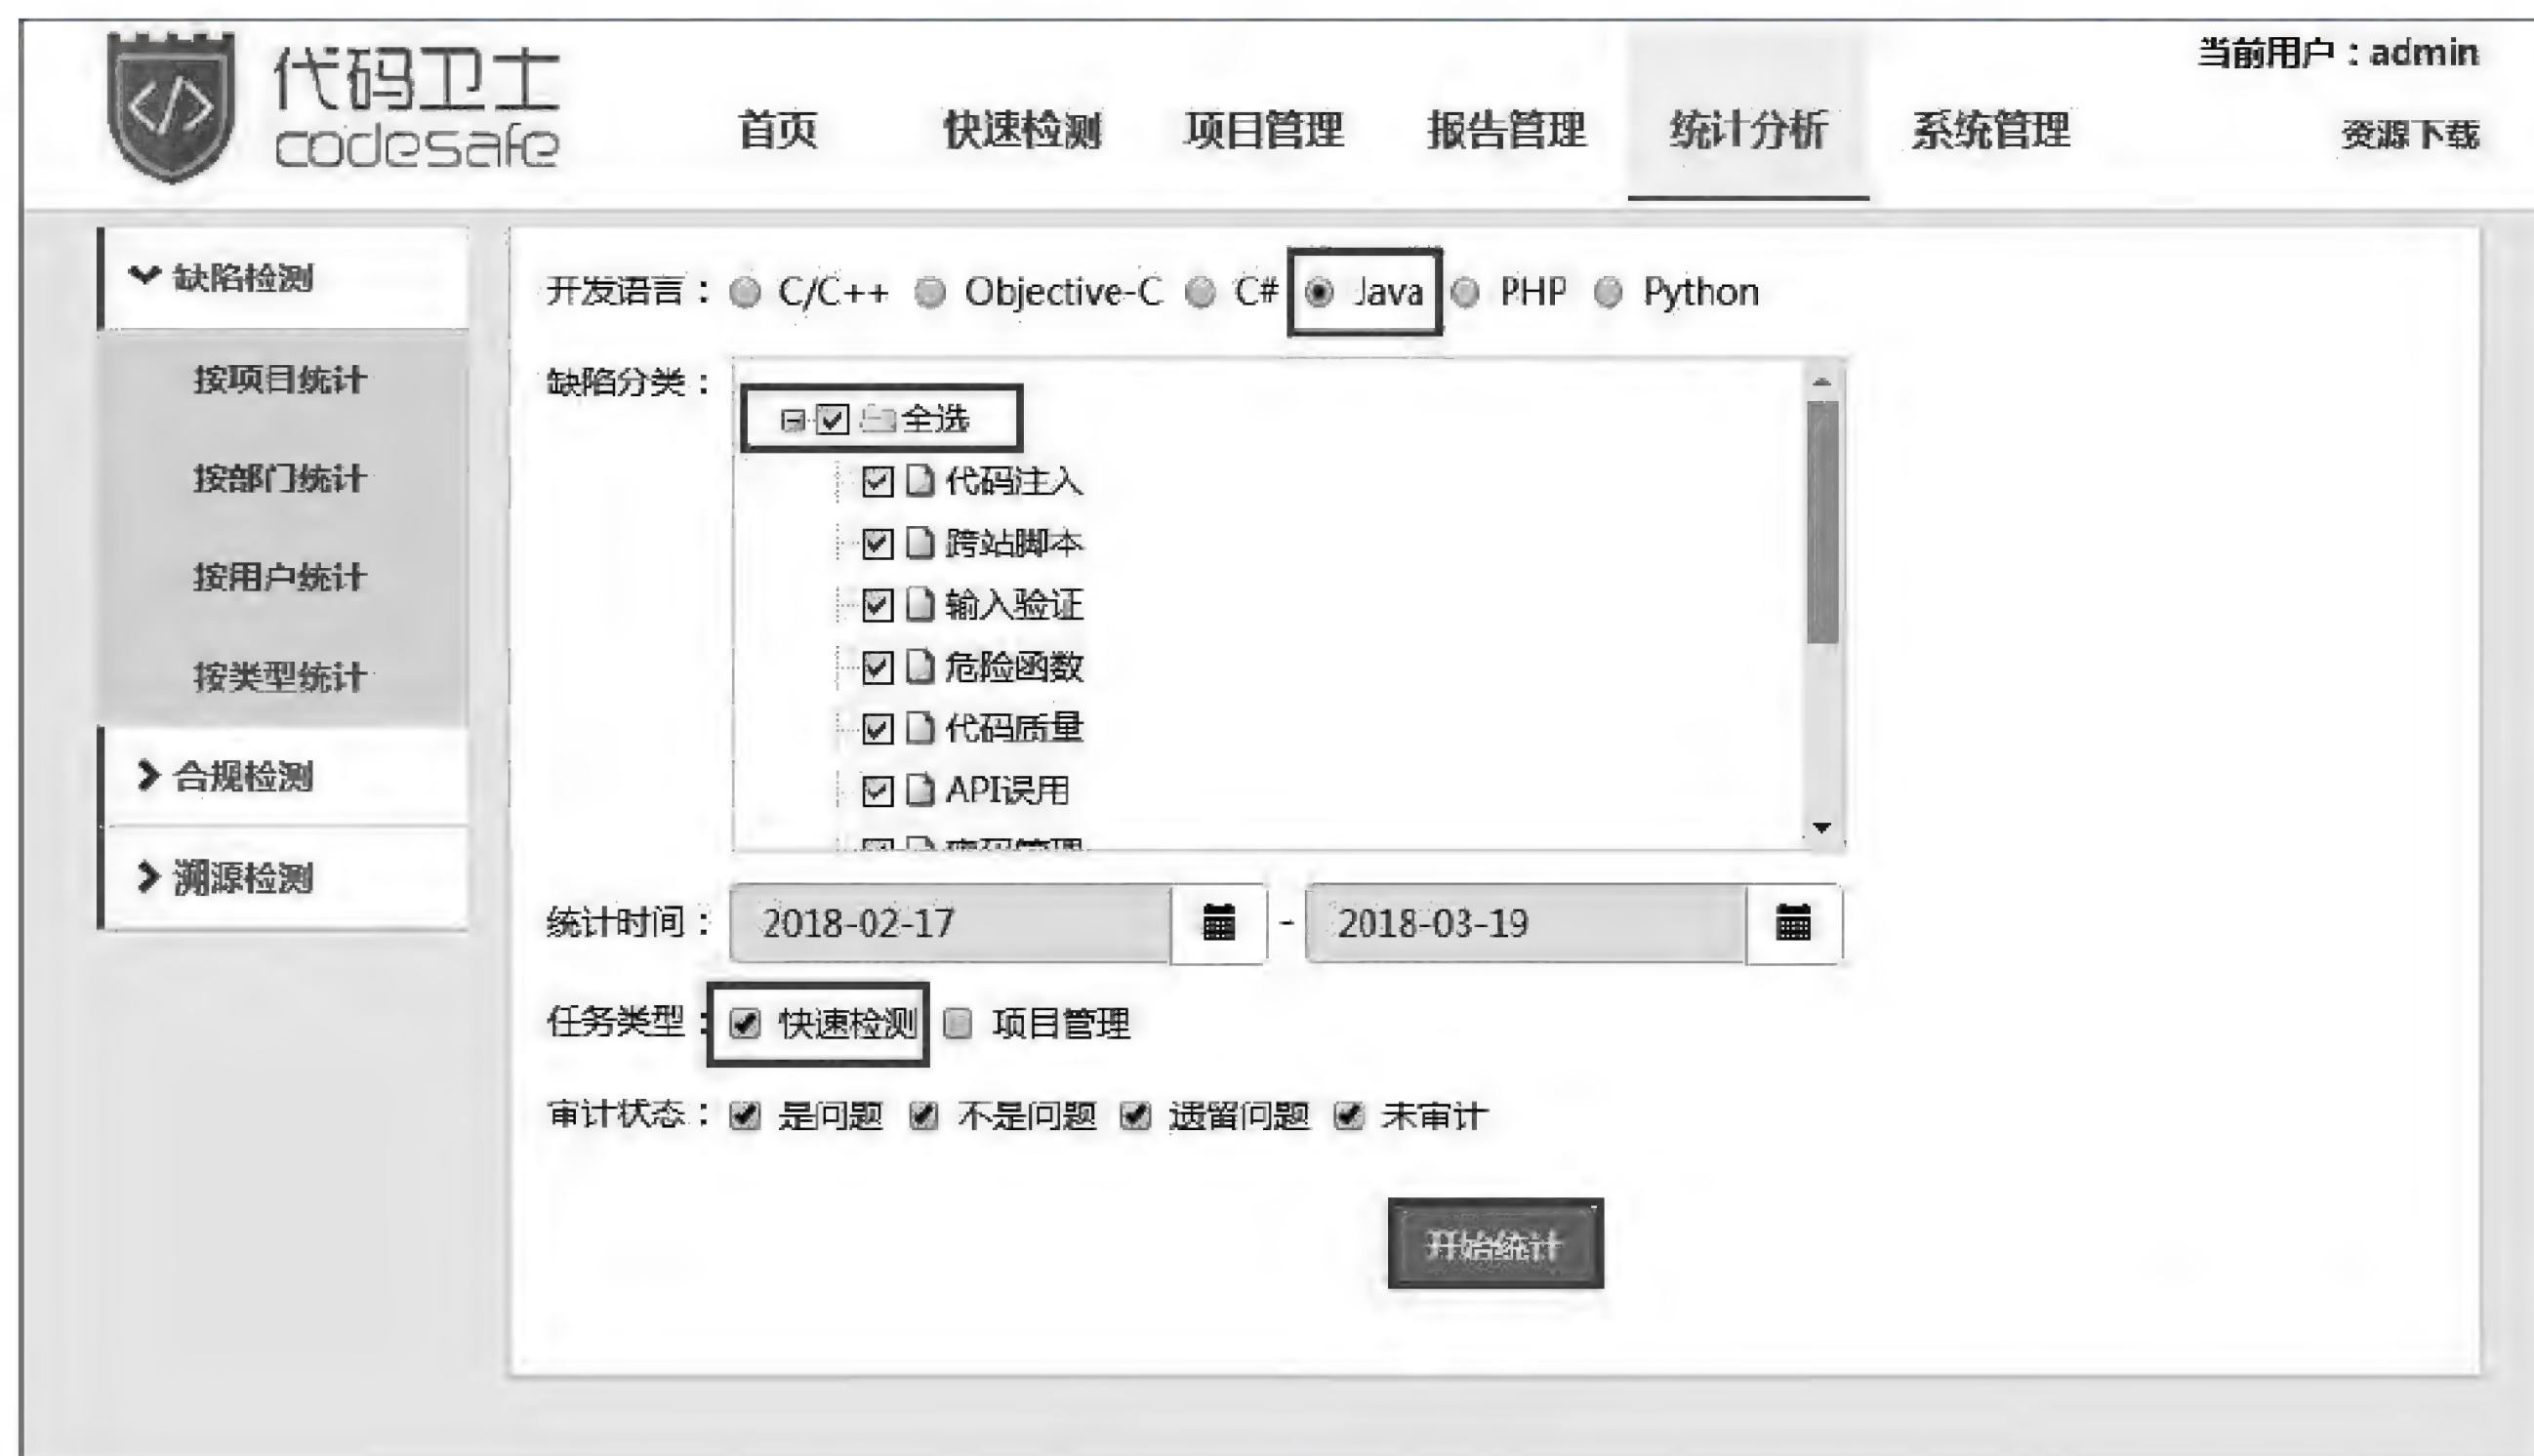 代码卫士
codesafe
当前用户：admin
首页 快速检测 项目管理 报告管理 统计分析 系统管理 资源下载
缺陷检测
按项目统计
按部门统计
按用户统计
按类型统计
合规检测
溯源检测
开发语言： C/C++ Objective-C C# Java PHP Python
缺陷分类：
全选
代码注入
跨站脚本
输入验证
危险函数
代码质量
API误用
密码管理
统计时间： 2018-02-17 - 2018-03-19
任务类型： 快速检测 项目管理
审计状态： 是问题 不是问题 遗留问题 未审计
开始统计